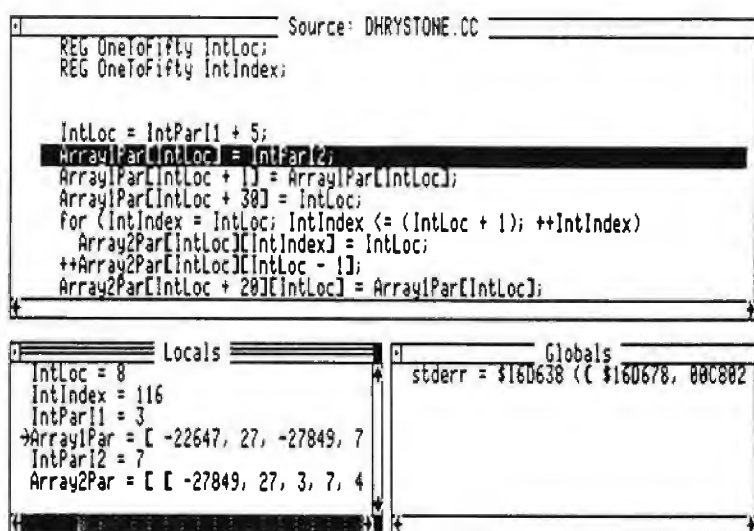 Source: DHRYSTONE.CC
REG OneToFifty IntLoc;
REG OneToFifty IntIndex;
IntLoc = IntParI1 + 5;
Array1Par[IntLoc] = IntParI2;
Array1Par[IntLoc + 1] = Array1Par[IntLoc];
Array1Par[IntLoc + 30] = IntLoc;
for (IntIndex = IntLoc; IntIndex <= (IntLoc + 1); ++IntIndex)
Array2Par[IntLoc][IntIndex] = IntLoc;
++Array2Par[IntLoc][IntLoc - 1];
Array2Par[IntLoc + 20][IntLoc] = Array1Par[IntLoc];
Locals
IntLoc = 8
IntIndex = 116
IntParI1 = 3
→Array1Par = [ -22647, 27, -27849, 7
IntParI2 = 7
Array2Par = [ [ -27849, 27, 3, 7, 4
Globals
stderr = $16D638 ({ $16D678, 00C802